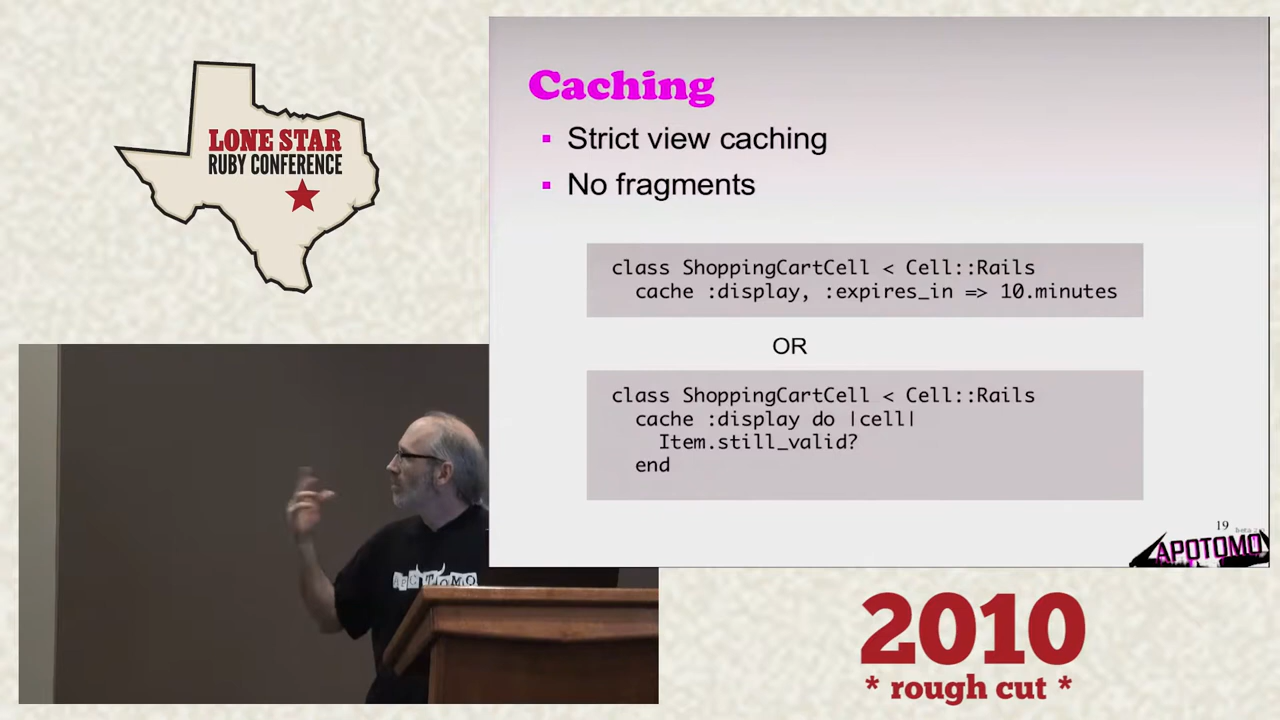 LONE STAR
RUBY CONFERENCE
Caching
Strict view caching
No fragments
class ShoppingCartCell < Cell::Rails
cache :display, :expires_in => 10.minutes
OR
class ShoppingCartCell < Cell::Rails
cache :display do |cell|
Item.still_valid?
end
19
APOTOMO
APOTOMO
2010
* rough cut *